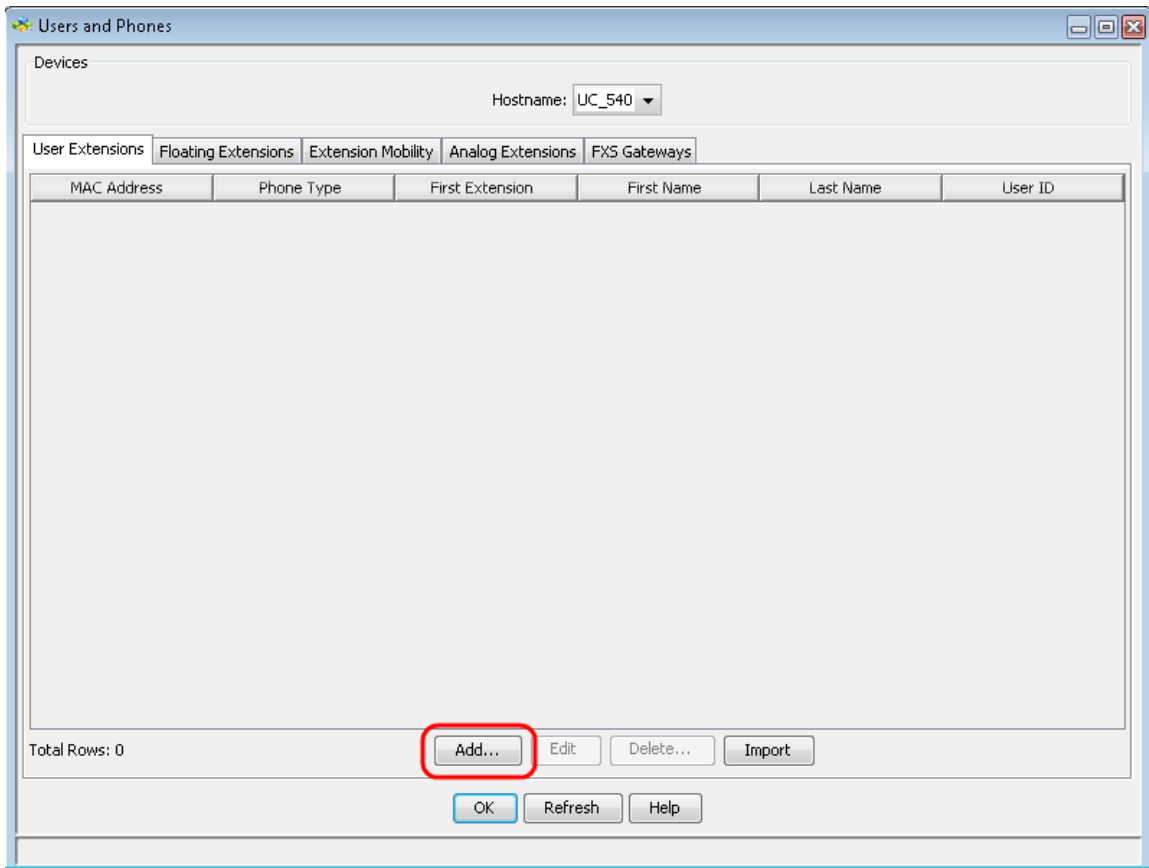 Users and Phones
Devices
Hostname: UC_540
User Extensions Floating Extensions Extension Mobility Analog Extensions FXS Gateways
MAC Address Phone Type First Extension First Name Last Name User ID
Total Rows: 0 Add... Edit Delete... Import
OK Refresh Help